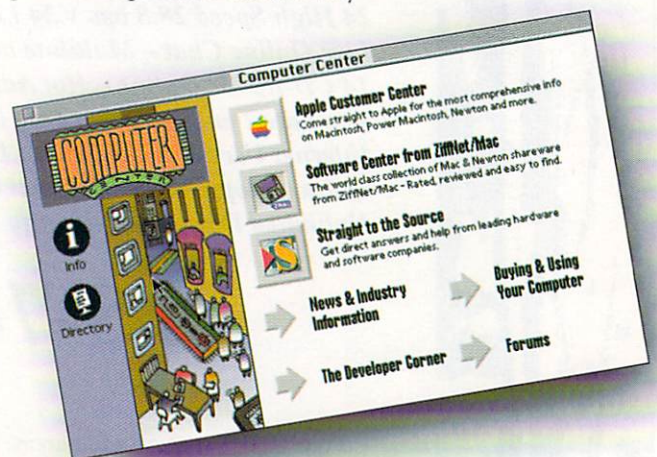 Computer Center
COMPUTER
CENTER
Info
Directory
Apple Customer Center
Come straight to Apple for the most comprehensive info
on Macintosh, Power Macintosh, Newton and more.
Software Center from ZiffNet/Mac
The world class collection of Mac & Newton shareware
from ZiffNet/Mac - Rated, reviewed and easy to find.
Straight to the Source
Get direct answers and help from leading hardware
and software companies.
News & Industry
Information
Buying & Using
Your Computer
The Developer Corner
Forums